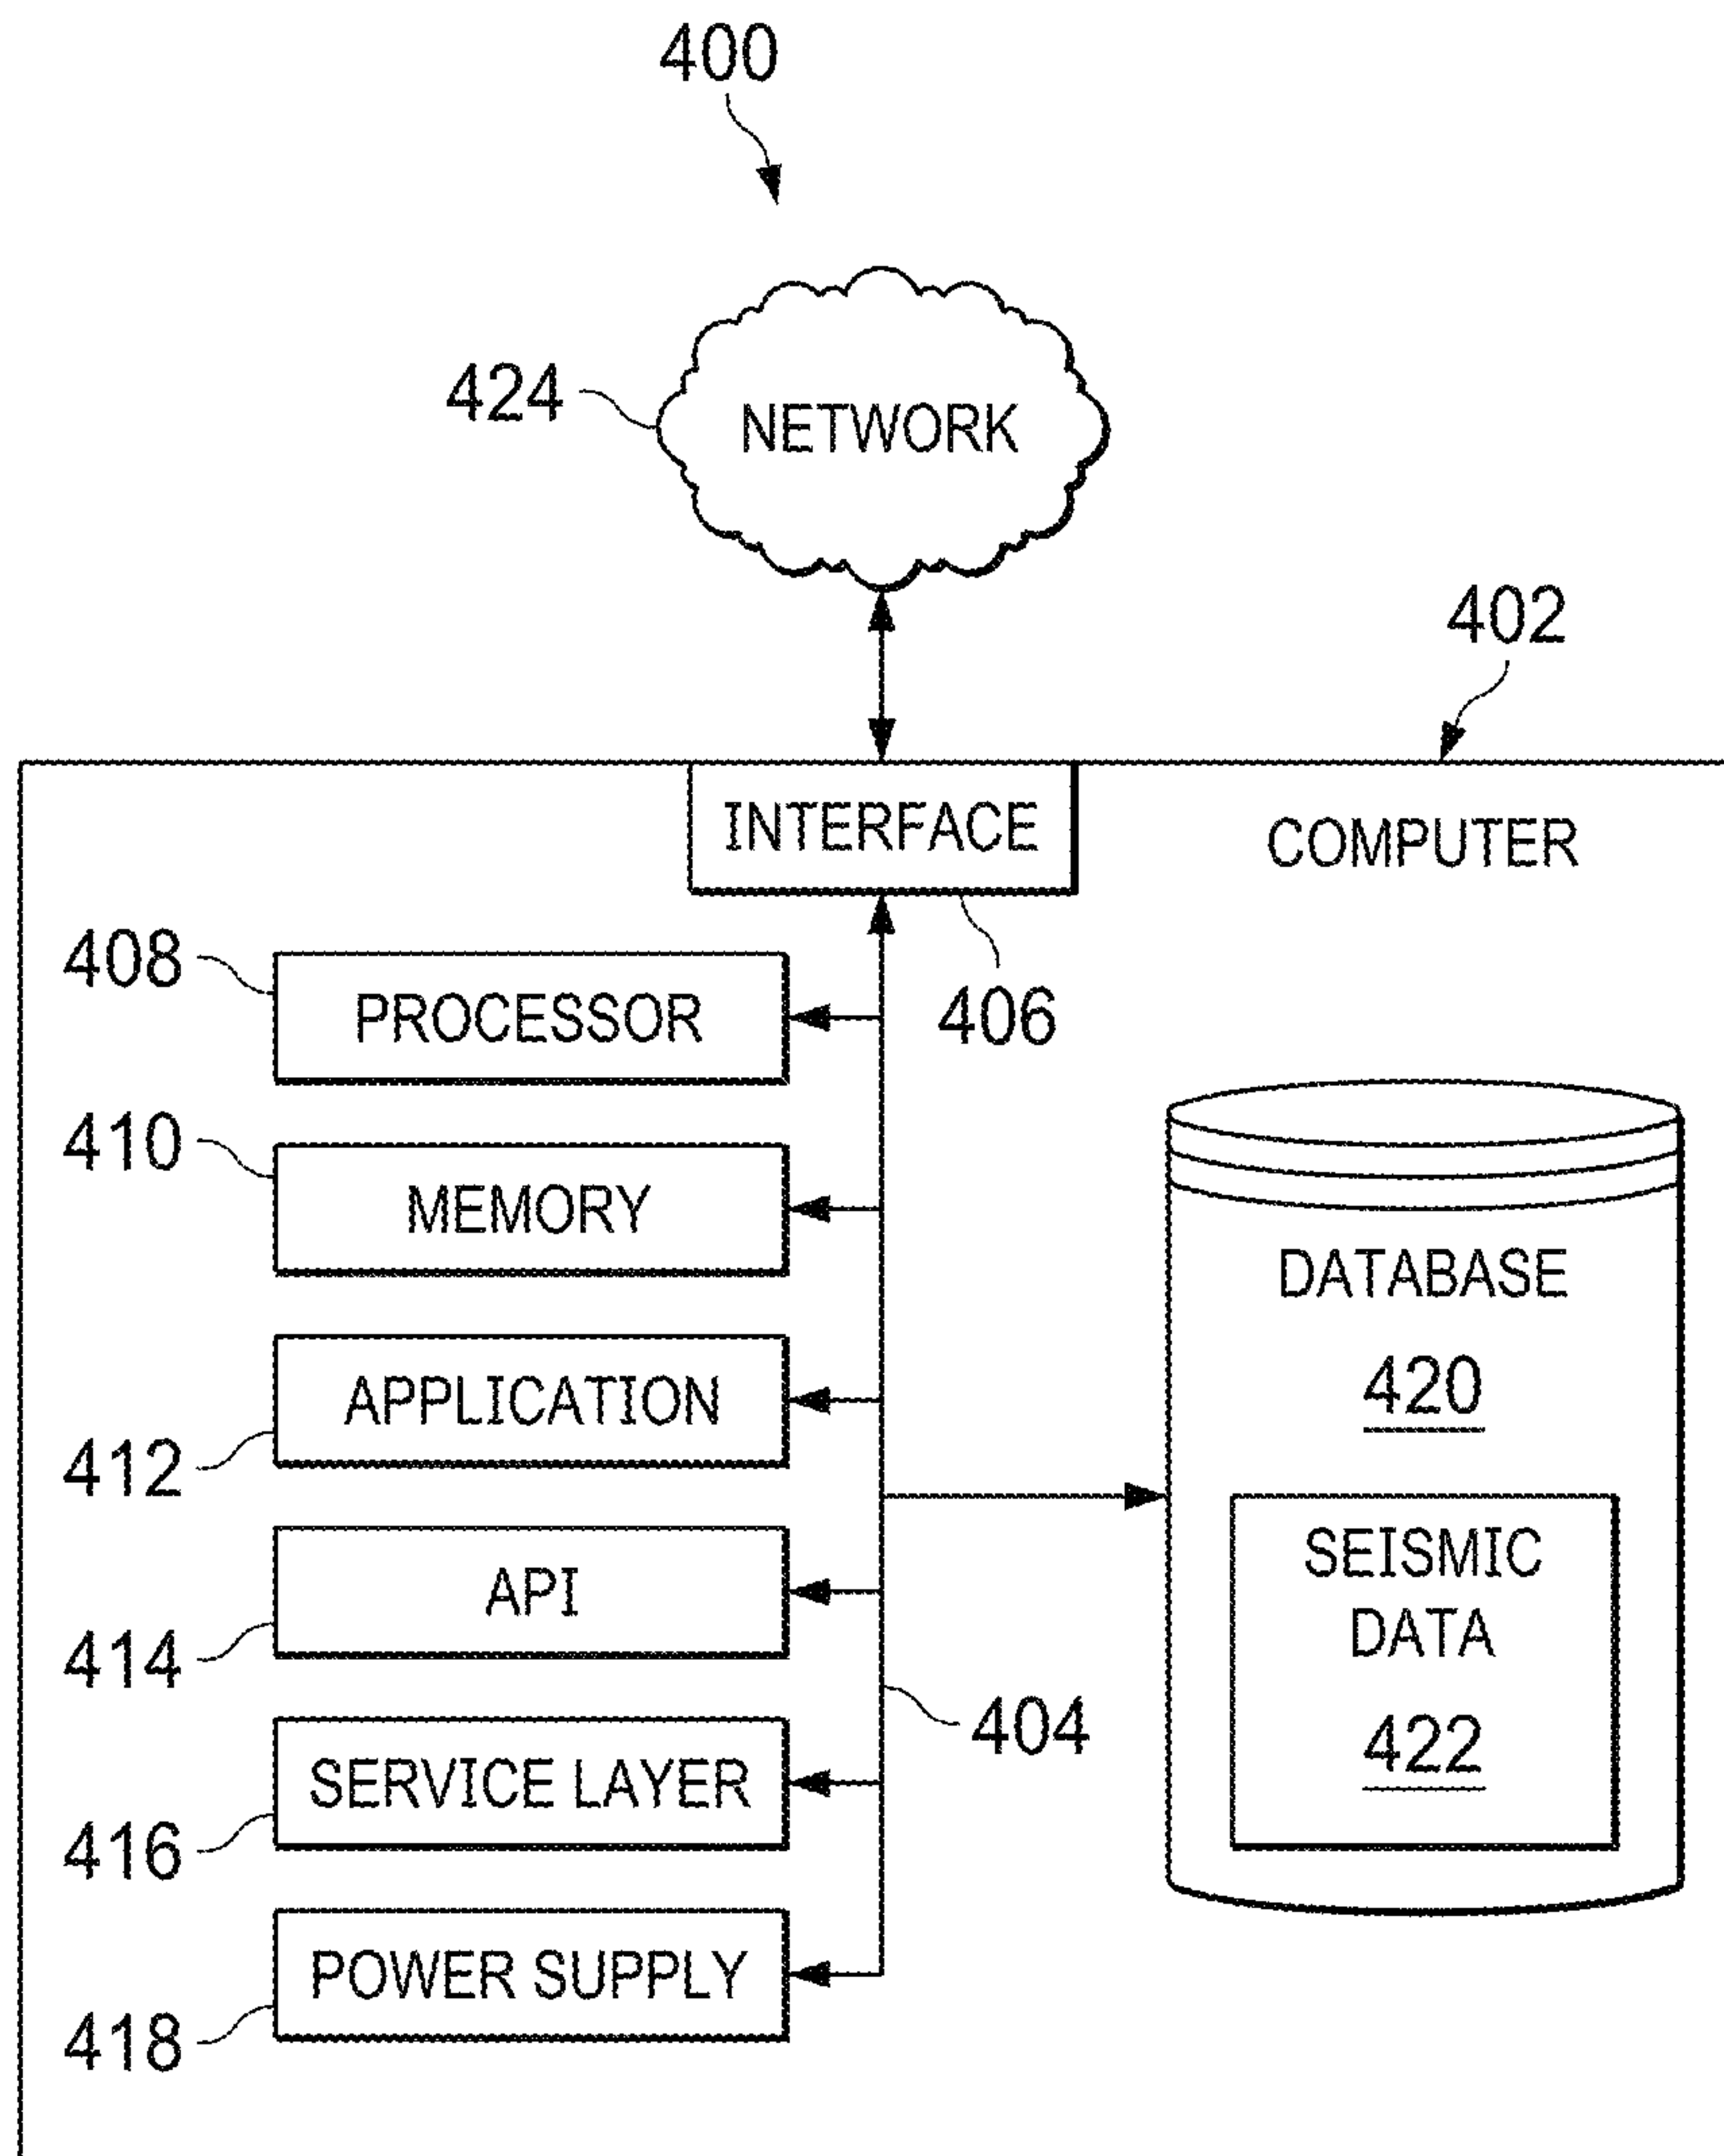 400
424
NETWORK
402
INTERFACE
COMPUTER
408
PROCESSOR
406
410
MEMORY
DATABASE
420
APPLICATION
412
SEISMIC
DATA
422
API
414
404
SERVICE LAYER
416
POWER SUPPLY
418